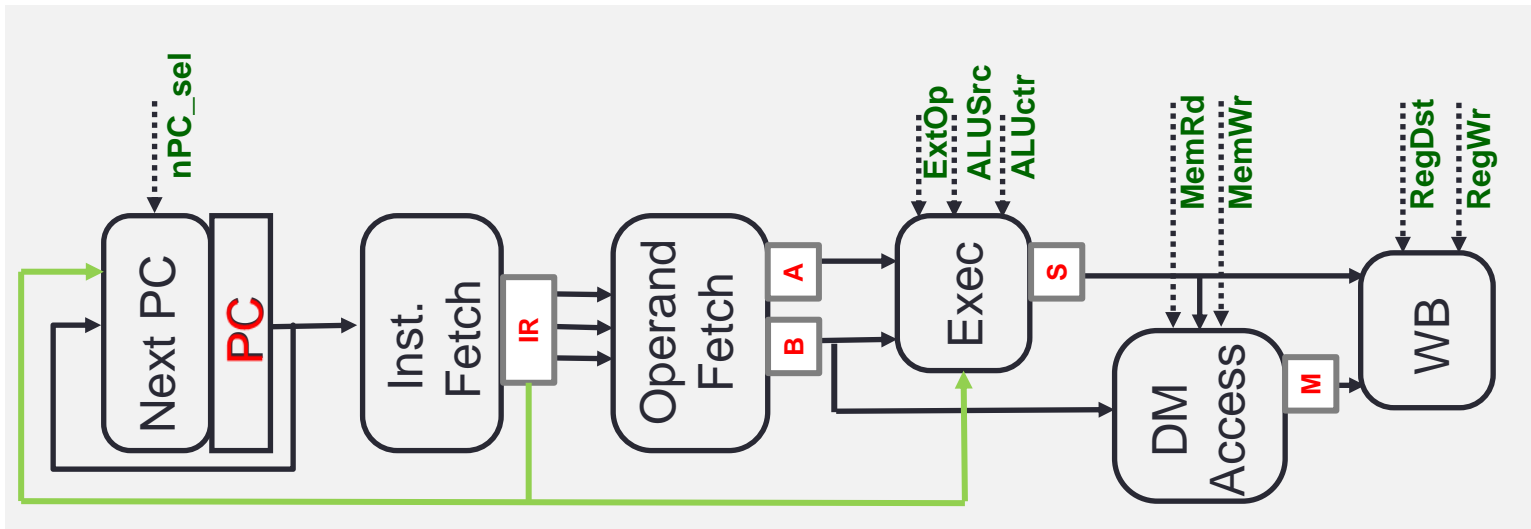 nPC_sel
Next PC
PC
Inst.
Fetch
IR
Operand
Fetch
A
B
ExtOp
ALUSrc
ALUctr
Exec
S
MemRd
MemWr
DM
Access
M
RegDst
RegWr
WB